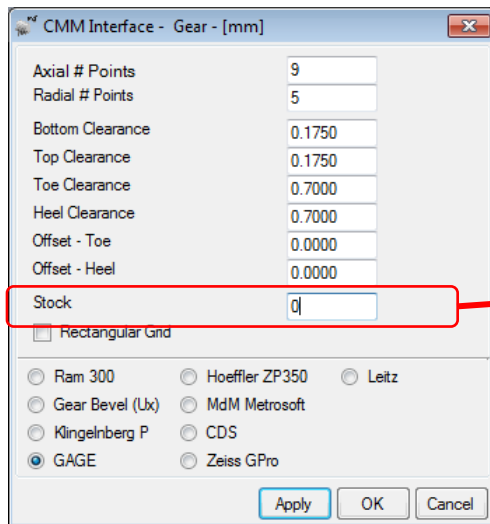 CMM Interface - Gear - [mm]
Axial # Points 9
Radial # Points 5
Bottom Clearance 0.1750
Top Clearance 0.1750
Toe Clearance 0.7000
Heel Clearance 0.7000
Offset - Toe 0.0000
Offset - Heel 0.0000
Stock 0
Rectangular Grid
Ram 300 Hoeffler ZP350 Leitz
Gear Bevel (Ux) MdM Metrosoft
Klingelnberg P CDS
GAGE Zeiss GPro
Apply OK Cancel